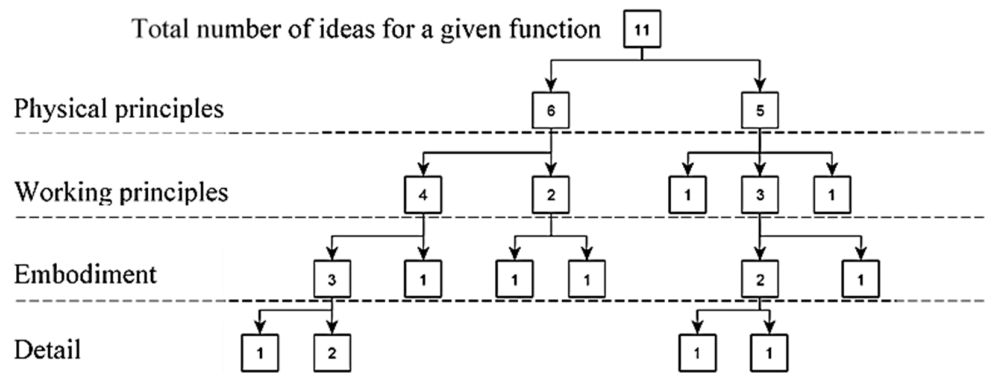 Total number of ideas for a given function 11
Physical principles 6 5
Working principles 4 2 1 3 1
Embodiment 3 1 1 1 2 1
Detail 1 2 1 1